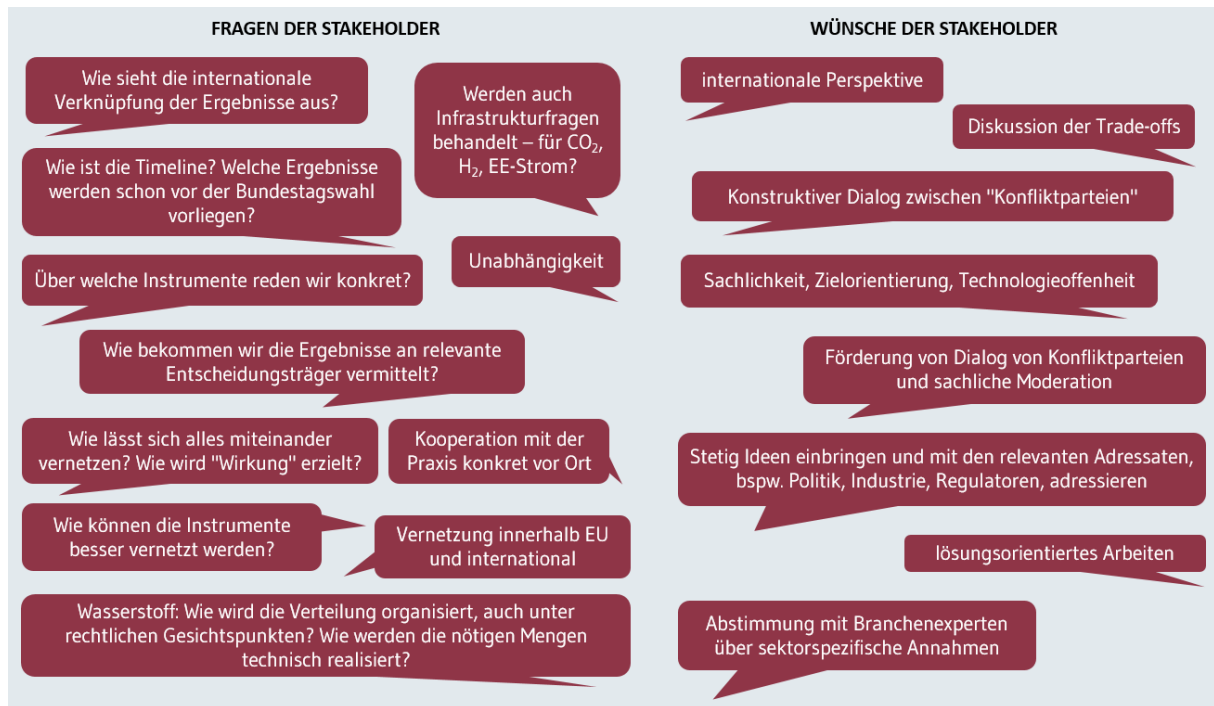 FRAGEN DER STAKEHOLDER
Wie sieht die internationale
Verknüpfung der Ergebnisse aus?
Werden auch
Infrastrukturfragen
behandelt – für CO₂,
H₂, EE-Strom?
Wie ist die Timeline? Welche Ergebnisse
werden schon vor der Bundestagswahl
vorliegen?
Unabhängigkeit
Über welche Instrumente reden wir konkret?
Wie bekommen wir die Ergebnisse an relevante
Entscheidungsträger vermittelt?
Wie lässt sich alles miteinander
vernetzen? Wie wird "Wirkung" erzielt?
Kooperation mit der
Praxis konkret vor Ort
Wie können die Instrumente
besser vernetzt werden?
Vernetzung innerhalb EU
und international
Wasserstoff: Wie wird die Verteilung organisiert, auch unter
rechtlichen Gesichtspunkten? Wie werden die nötigen Mengen
technisch realisiert?
WÜNSCHE DER STAKEHOLDER
internationale Perspektive
Diskussion der Trade-offs
Konstruktiver Dialog zwischen "Konfliktparteien"
Sachlichkeit, Zielorientierung, Technologieoffenheit
Förderung von Dialog von Konfliktparteien
und sachliche Moderation
Stetig Ideen einbringen und mit den relevanten Adressaten,
bspw. Politik, Industrie, Regulatoren, adressieren
lösungsorientiertes Arbeiten
Abstimmung mit Branchenexperten
über sektorspezifische Annahmen